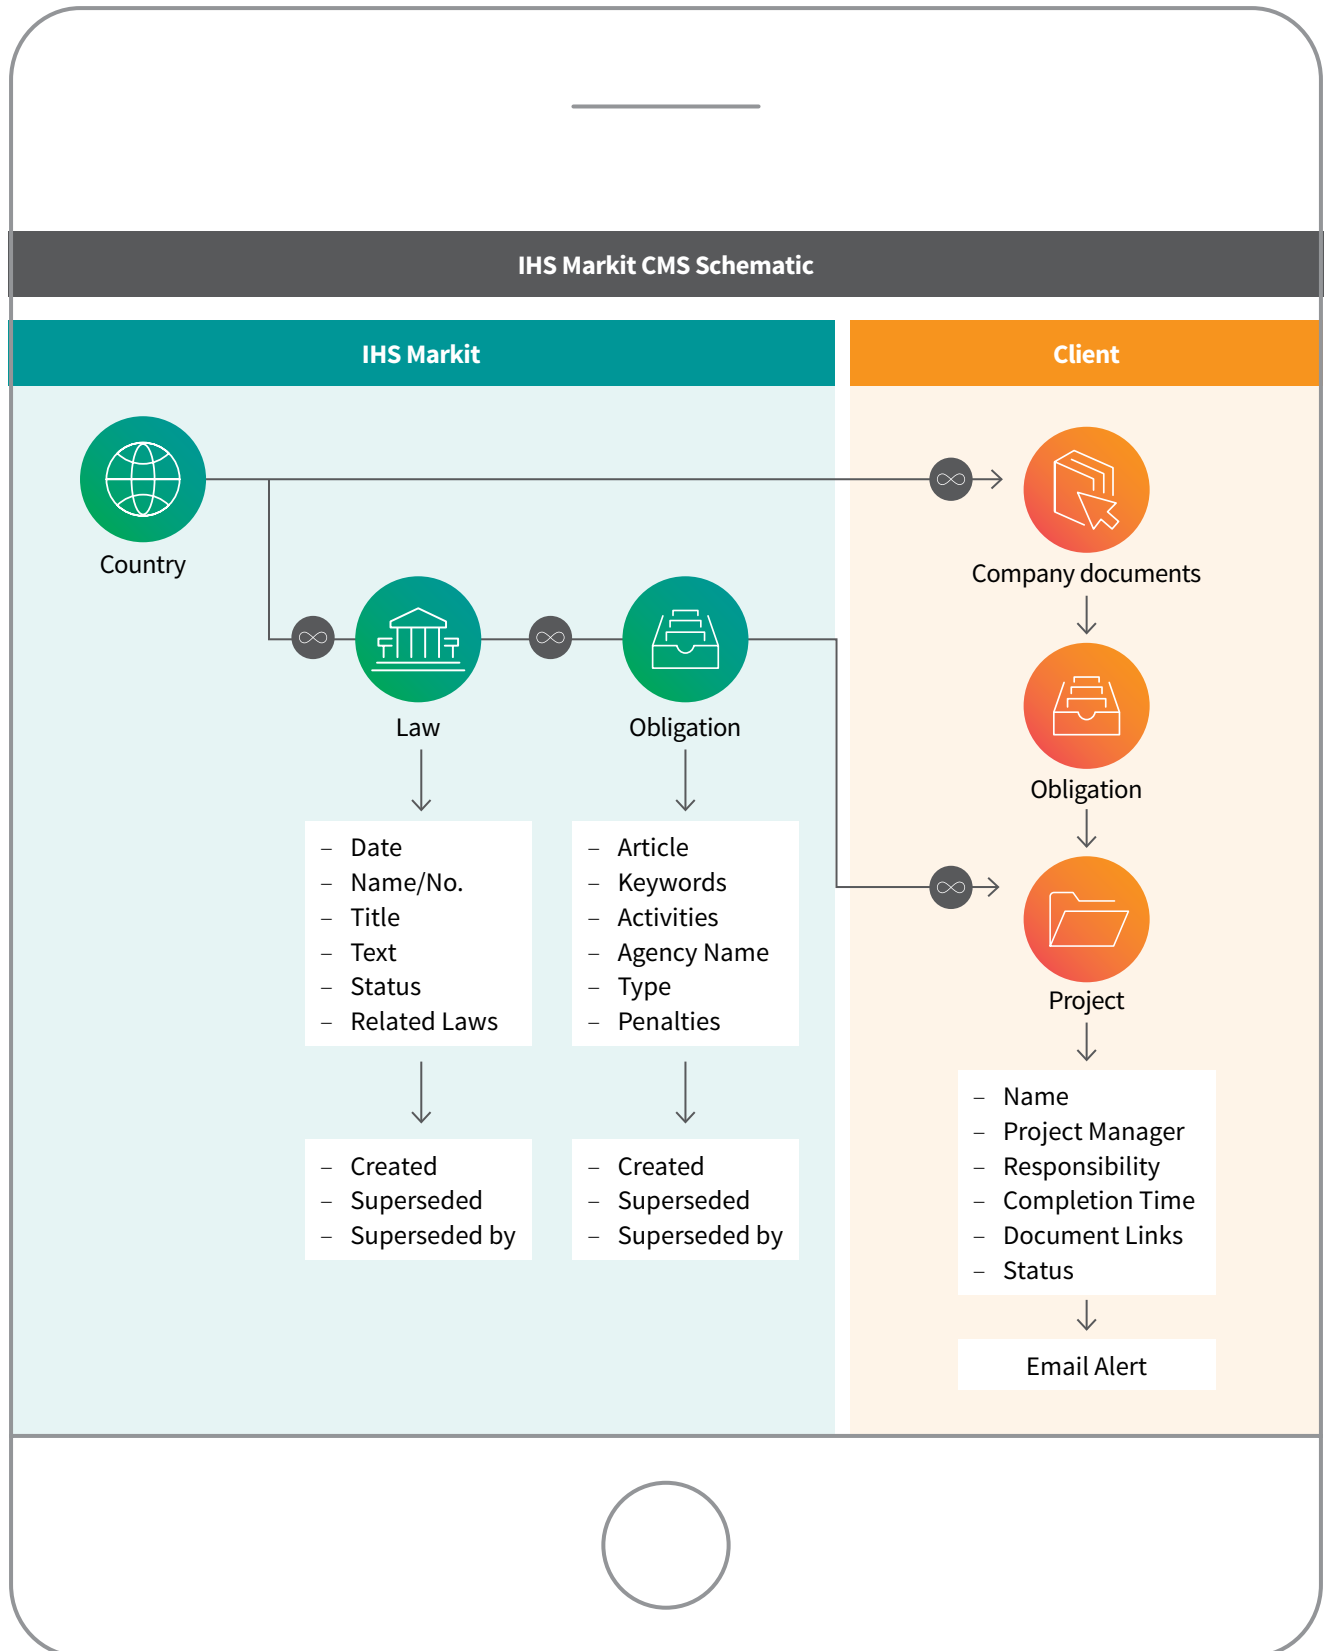 IHS Markit CMS Schematic
IHS Markit
Country
Law
Obligation
– Date
– Name/No.
– Title
– Text
– Status
– Related Laws
– Article
– Keywords
– Activities
– Agency Name
– Type
– Penalties
– Created
– Superseded
– Superseded by
– Created
– Superseded
– Superseded by
Client
Company documents
Obligation
Project
– Name
– Project Manager
– Responsibility
– Completion Time
– Document Links
– Status
Email Alert